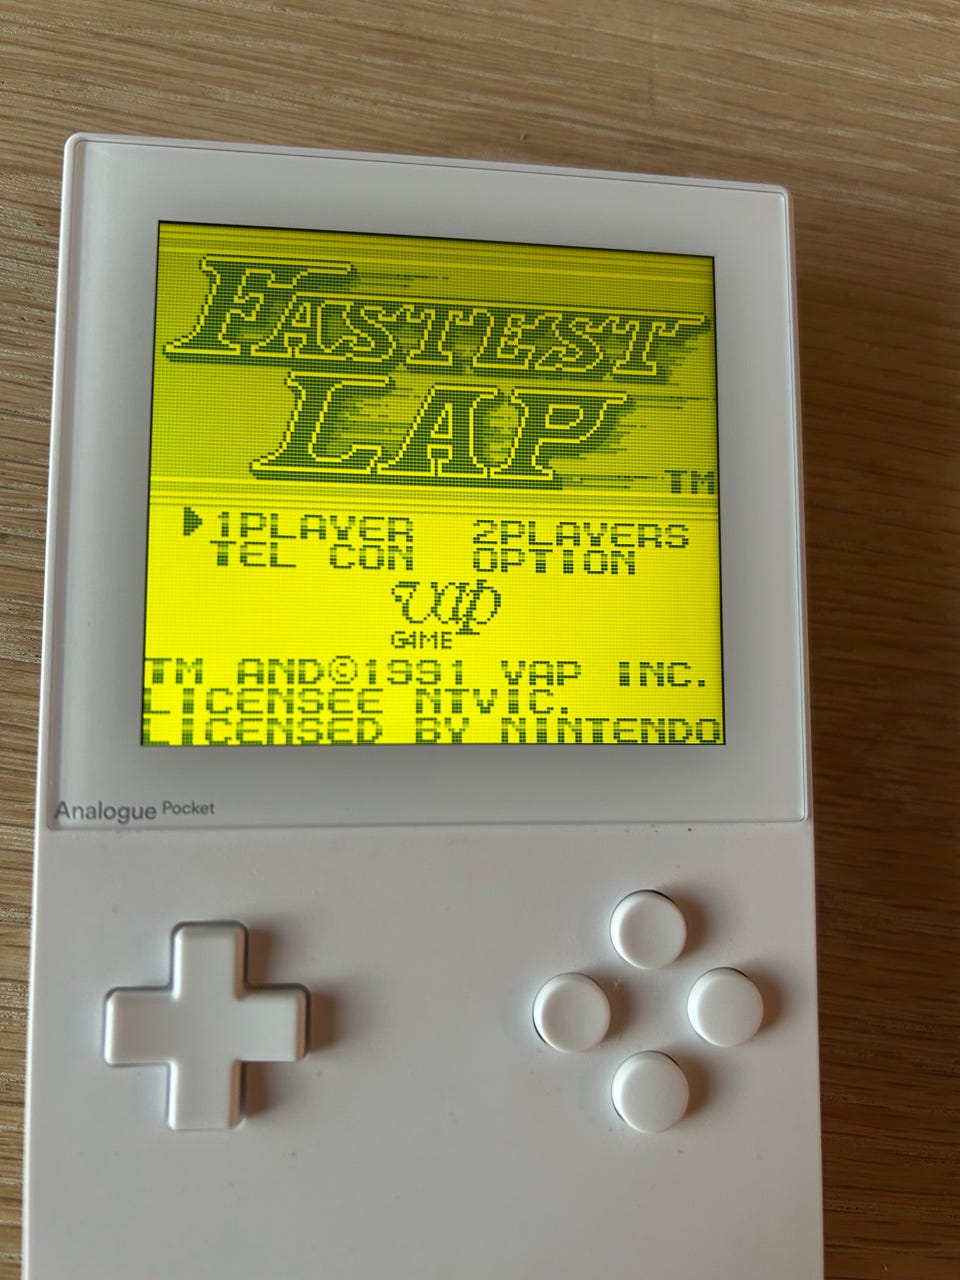 FASTEST
LAP
TM
1PLAYER 2PLAYERS
TEL CON OPTION
vap
GAME
TM AND©1991 VAP INC.
LICENSEE NTVIC.
LICENSED BY NINTENDO
Analogue Pocket